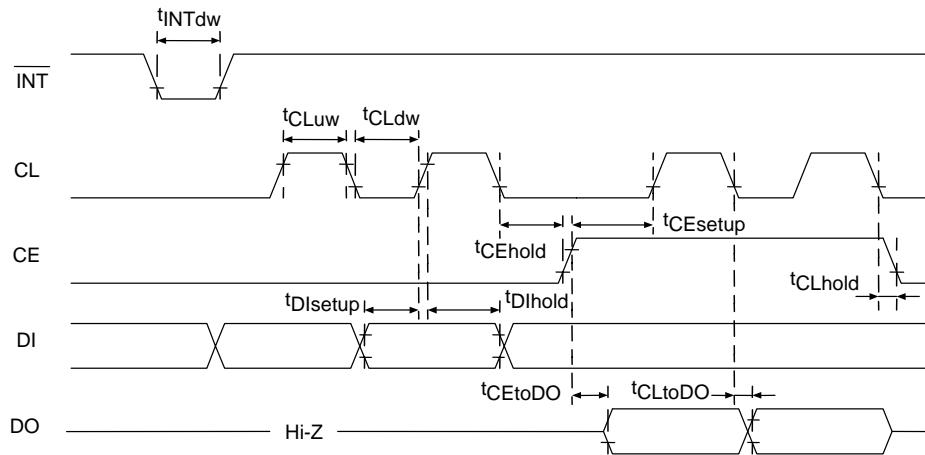 tINTdw
INT
tCLuw
tCLdw
CL
tCEhold
tCEsetup
CE
tCLhold
tDIsetup
tDIhold
DI
tCEtoDO
tCLtoDO
DO
Hi-Z